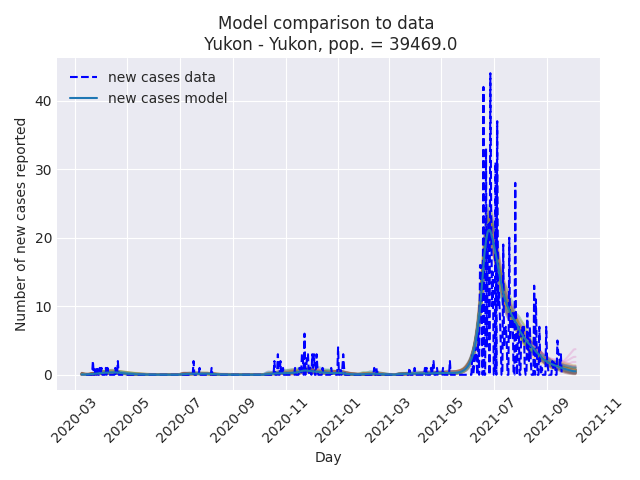 Model comparison to data
Yukon - Yukon, pop. = 39469.0
new cases data
new cases model
Number of new cases reported
40
30
20
10
0
2020-03
2020-05
2020-07
2020-09
2020-11
2021-01
2021-03
2021-05
2021-07
2021-09
2021-11
Day